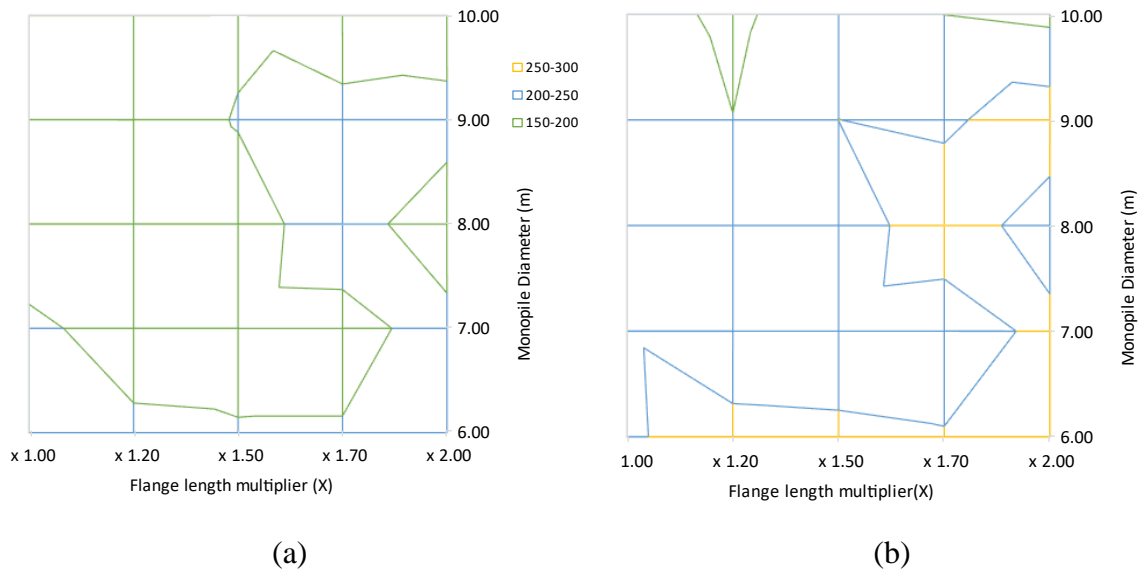 10.00
9.00
8.00
7.00
6.00
Monopile Diameter (m)
x 1.00 x 1.20 x 1.50 x 1.70 x 2.00
Flange length multiplier (X)
250-300
200-250
150-200
10.00
9.00
8.00
7.00
6.00
Monopile Diameter (m)
1.00 x 1.20 x 1.50 x 1.70 x 2.00
Flange length multiplier(X)
(a)
(b)